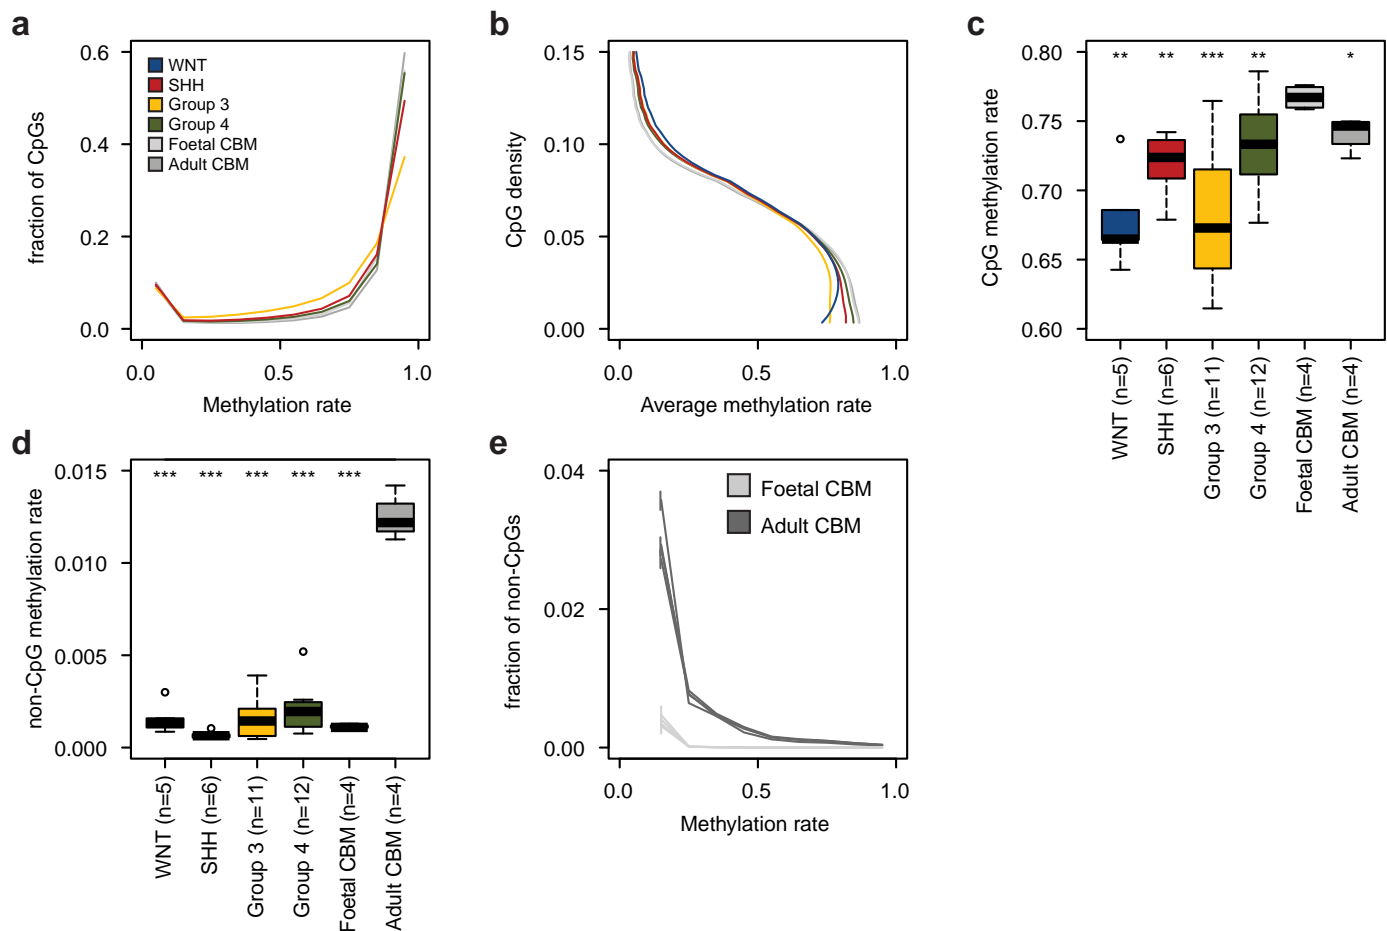 a
fraction of CpGs
0.6
0.4
0.2
0.0
WNT
SHH
Group 3
Group 4
Foetal CBM
Adult CBM
0.0 0.5 1.0
Methylation rate
b
CpG density
0.15
0.10
0.05
0.00
0.0 0.5 1.0
Average methylation rate
c
CpG methylation rate
0.80
0.75
0.70
0.65
0.60
** ** *** ** *
WNT (n=5)
SHH (n=6)
Group 3 (n=11)
Group 4 (n=12)
Foetal CBM (n=4)
Adult CBM (n=4)
d
non-CpG methylation rate
0.015
0.010
0.005
0.000
*** *** *** *** ***
WNT (n=5)
SHH (n=6)
Group 3 (n=11)
Group 4 (n=12)
Foetal CBM (n=4)
Adult CBM (n=4)
e
fraction of non-CpGs
0.04
0.02
0.00
Foetal CBM
Adult CBM
0.0 0.5 1.0
Methylation rate